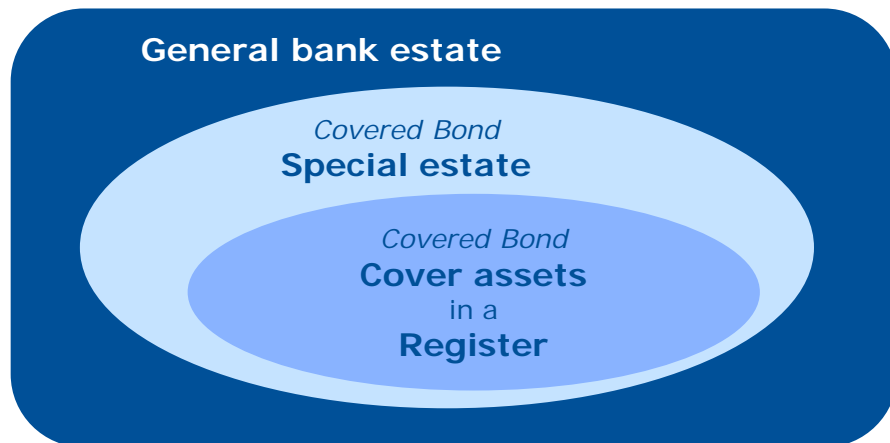 General bank estate
Covered Bond
Special estate
Covered Bond
Cover assets
in a
Register